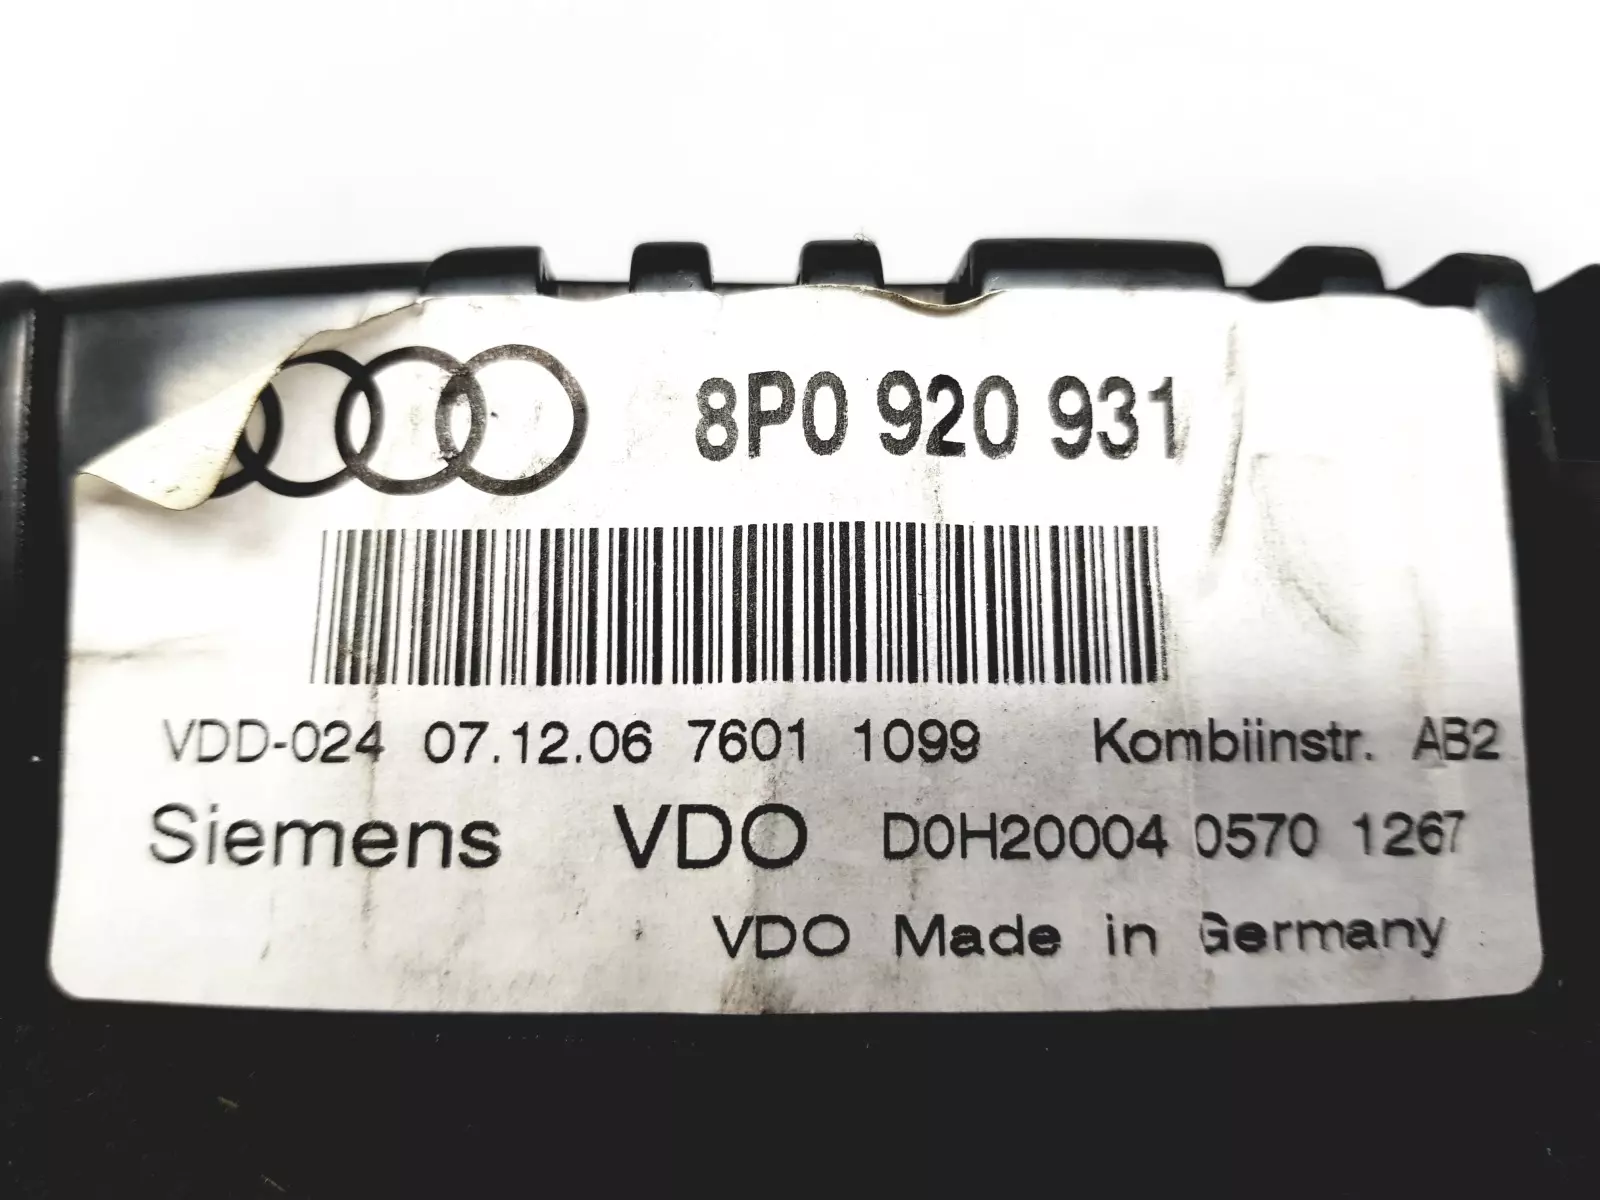 8P0 920 931
VDD-024 07.12.06 7601 1099 Kombiinstr. AB2
Siemens VDO D0H20004 0570 1267
VDO Made in Germany